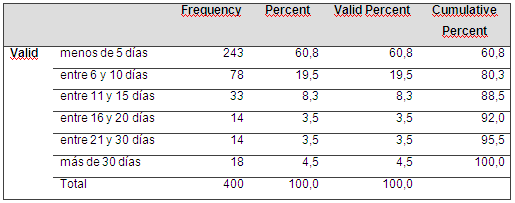 Frequency Percent Valid Percent Cumulative Percent
Valid menos de 5 días 243 60,8 60,8 60,8
entre 6 y 10 días 78 19,5 19,5 80,3
entre 11 y 15 días 33 8,3 8,3 88,5
entre 16 y 20 días 14 3,5 3,5 92,0
entre 21 y 30 días 14 3,5 3,5 95,5
más de 30 días 18 4,5 4,5 100,0
Total 400 100,0 100,0